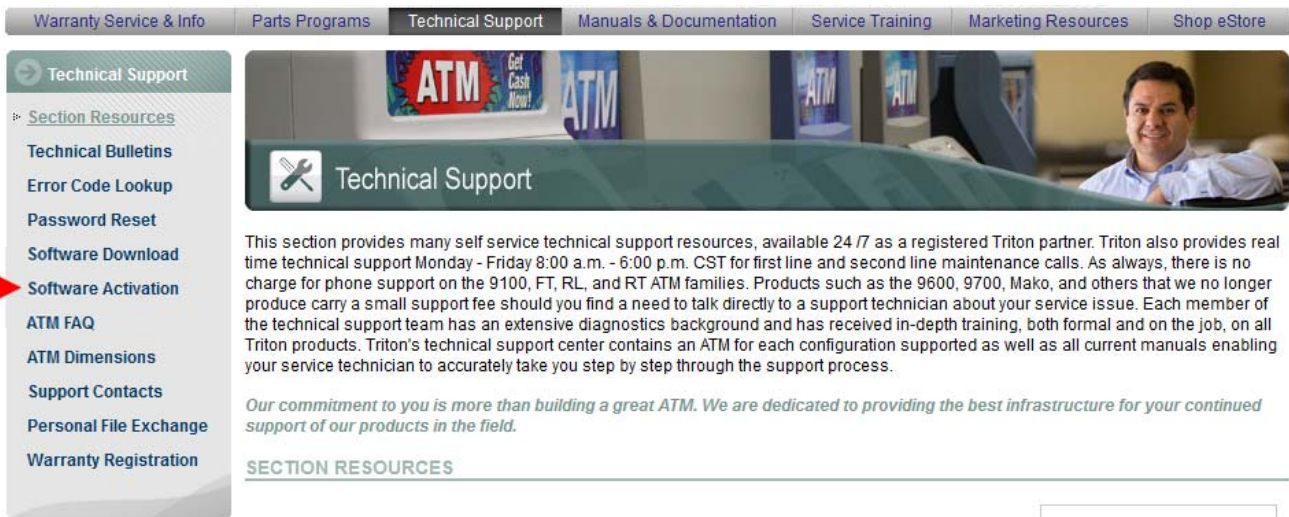 Warranty Service & Info Parts Programs Technical Support Manuals & Documentation Service Training Marketing Resources Shop eStore
Technical Support
Section Resources
Technical Bulletins
Error Code Lookup
Password Reset
Software Download
Software Activation
ATM FAQ
ATM Dimensions
Support Contacts
Personal File Exchange
Warranty Registration
ATM
Get
Cash
Now!
ATM
ATM
ATM
Technical Support
This section provides many self service technical support resources, available 24 /7 as a registered Triton partner. Triton also provides real
time technical support Monday - Friday 8:00 a.m. - 6:00 p.m. CST for first line and second line maintenance calls. As always, there is no
charge for phone support on the 9100, FT, RL, and RT ATM families. Products such as the 9600, 9700, Mako, and others that we no longer
produce carry a small support fee should you find a need to talk directly to a support technician about your service issue. Each member of
the technical support team has an extensive diagnostics background and has received in-depth training, both formal and on the job, on all
Triton products. Triton's technical support center contains an ATM for each configuration supported as well as all current manuals enabling
your service technician to accurately take you step by step through the support process.
Our commitment to you is more than building a great ATM. We are dedicated to providing the best infrastructure for your continued
support of our products in the field.
SECTION RESOURCES